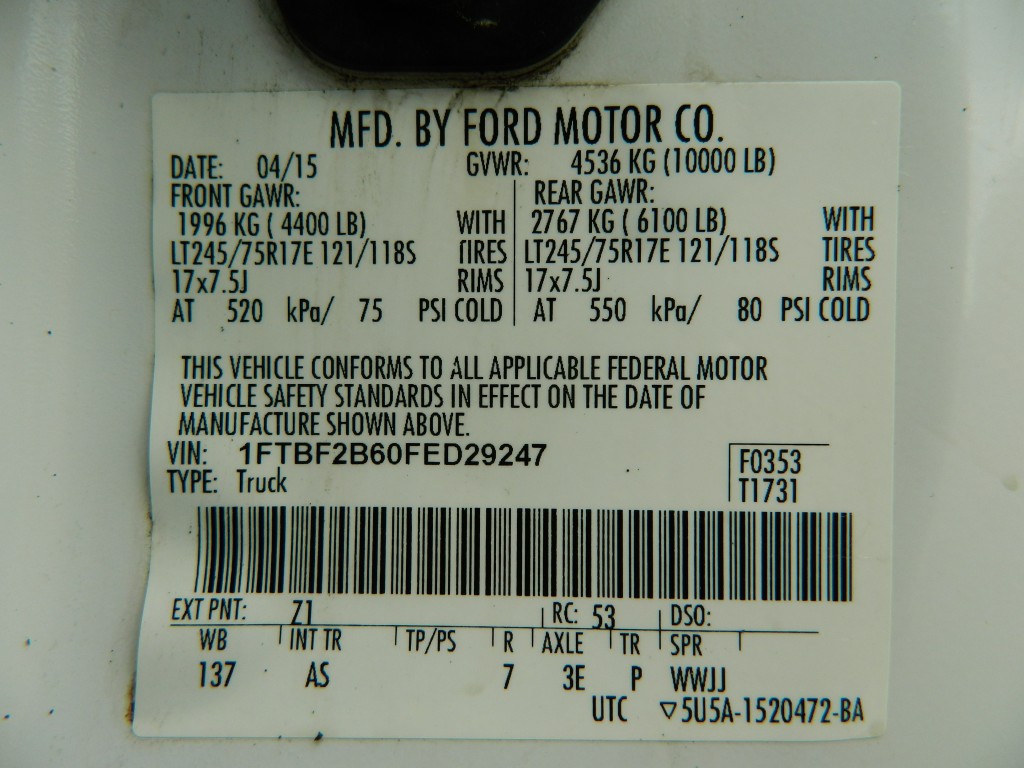 MFD. BY FORD MOTOR CO.
DATE: 04/15 GVWR: 4536 KG (10000 LB)
FRONT GAWR: REAR GAWR:
1996 KG ( 4400 LB) WITH 2767 KG ( 6100 LB) WITH
LT245/75R17E 121/118S TIRES LT245/75R17E 121/118S TIRES
17x7.5J RIMS 17x7.5J RIMS
AT 520 kPa/ 75 PSI COLD AT 550 kPa/ 80 PSI COLD
THIS VEHICLE CONFORMS TO ALL APPLICABLE FEDERAL MOTOR
VEHICLE SAFETY STANDARDS IN EFFECT ON THE DATE OF
MANUFACTURE SHOWN ABOVE.
VIN: 1FTBF2B60FED29247 F0353
TYPE: Truck T1731
EXT PNT: Z1 RC: 53 DSO:
WB INT TR TP/PS R AXLE TR SPR
137 AS 7 3E P WWJJ
UTC ▽5U5A-1520472-BA